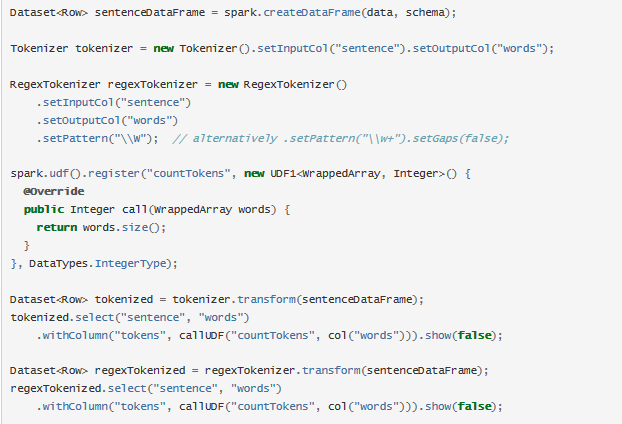 Dataset<Row> sentenceDataFrame = spark.createDataFrame(data, schema);
Tokenizer tokenizer = new Tokenizer().setInputCol("sentence").setOutputCol("words");
RegexTokenizer regexTokenizer = new RegexTokenizer()
    .setInputCol("sentence")
    .setOutputCol("words")
    .setPattern("\\W");  // alternatively .setPattern("\\w+").setGaps(false);
spark.udf().register("countTokens", new UDF1<WrappedArray, Integer>() {
  @Override
  public Integer call(WrappedArray words) {
    return words.size();
  }
}, DataTypes.IntegerType);
Dataset<Row> tokenized = tokenizer.transform(sentenceDataFrame);
tokenized.select("sentence", "words")
    .withColumn("tokens", callUDF("countTokens", col("words"))).show(false);
Dataset<Row> regexTokenized = regexTokenizer.transform(sentenceDataFrame);
regexTokenized.select("sentence", "words")
    .withColumn("tokens", callUDF("countTokens", col("words"))).show(false);